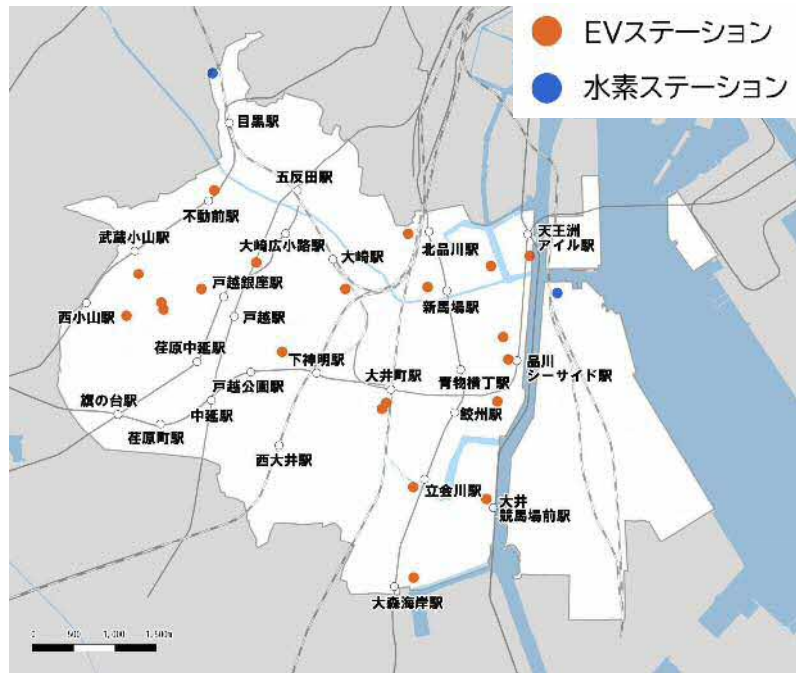 EVステーション
水素ステーション
目黒駅
五反田駅
不動前駅
武蔵小山駅
大崎広小路駅
大崎駅
北品川駅
天王洲
アイル駅
戸越銀座駅
新馬場駅
西小山駅
戸越駅
荏原中延駅
下神明駅
大井町駅
青物横丁駅
品川
シーサイド駅
戸越公園駅
旗の台駅
中延駅
鮫州駅
荏原町駅
西大井駅
立会川駅
大井
競馬場前駅
大森海岸駅
0 500 1,000 1,500m